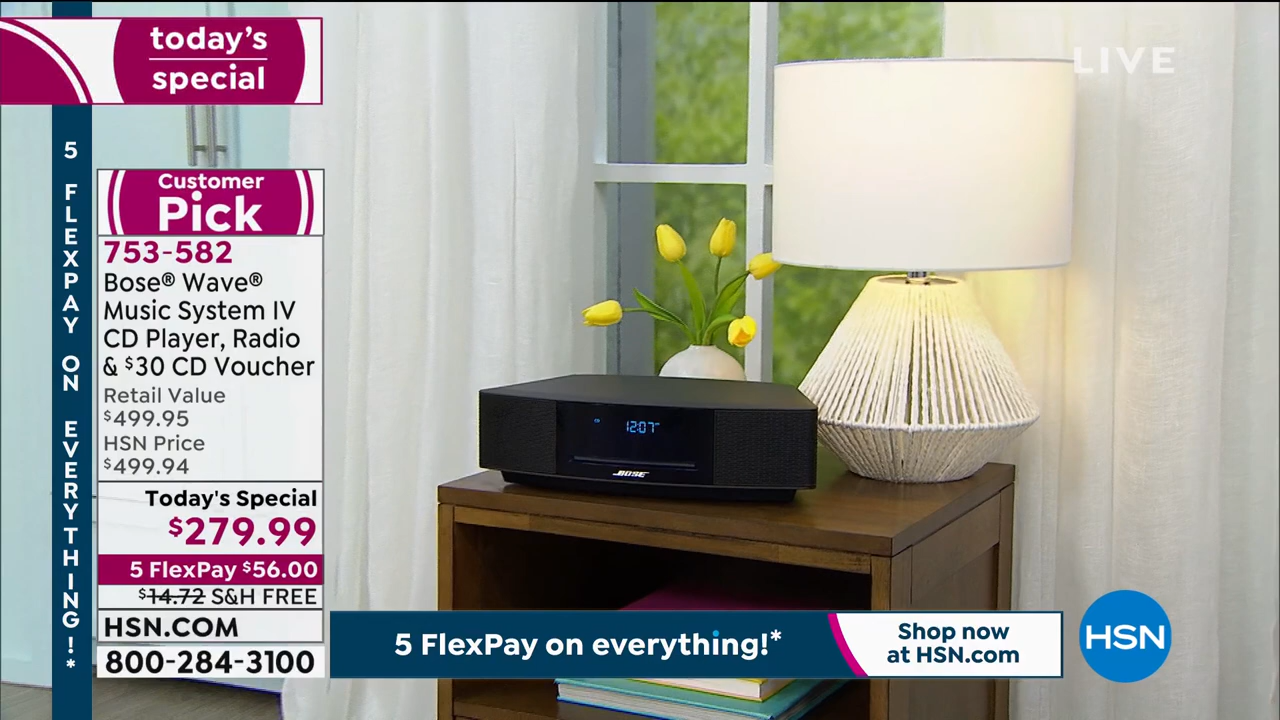 today's
special
LIVE
5 FLEXPAY ON EVERYTHING!*
Customer
Pick
753-582
Bose® Wave®
Music System IV
CD Player, Radio
& $30 CD Voucher
Retail Value
$499.95
HSN Price
$499.94
Today's Special
$279.99
5 FlexPay $56.00
$14.72 S&H FREE
HSN.COM
800-284-3100
12:07
BOSE
5 FlexPay on everything!*
Shop now
at HSN.com
HSN